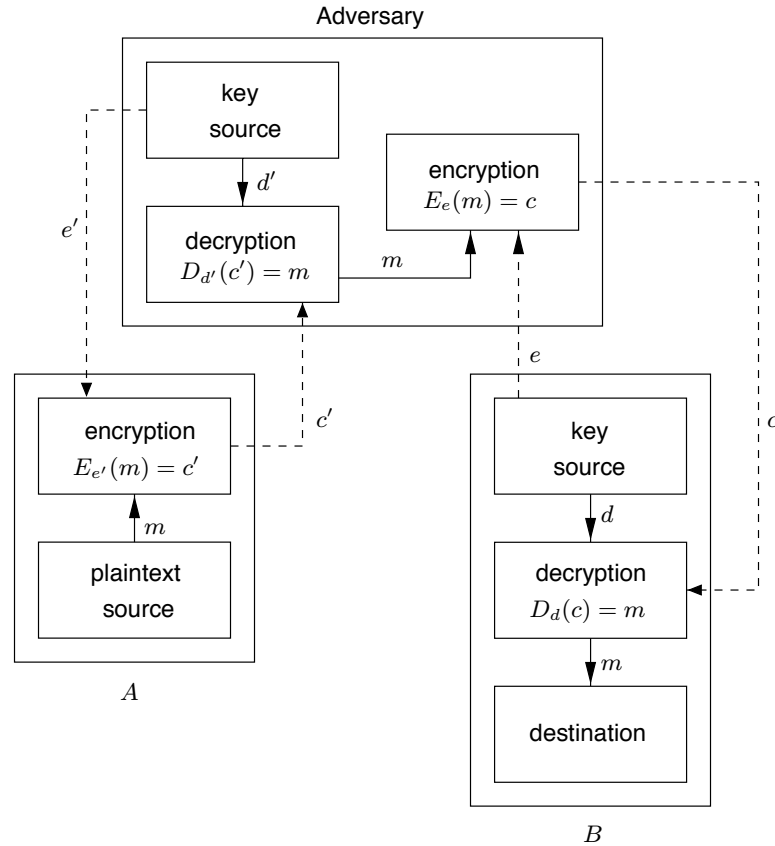 Adversary
key
source
d′
decryption
D_{d′}(c′) = m
m
encryption
E_e(m) = c
e′
c′
e
c
encryption
E_{e′}(m) = c′
m
plaintext
source
A
key
source
d
decryption
D_d(c) = m
m
destination
B